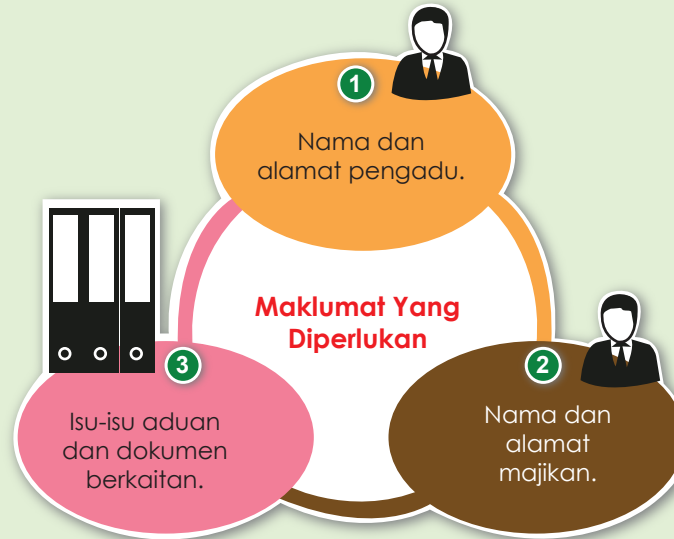 1
Nama dan
alamat pengadu.
Maklumat Yang
Diperlukan
2
Nama dan
alamat
majikan.
3
Isu-isu aduan
dan dokumen
berkaitan.